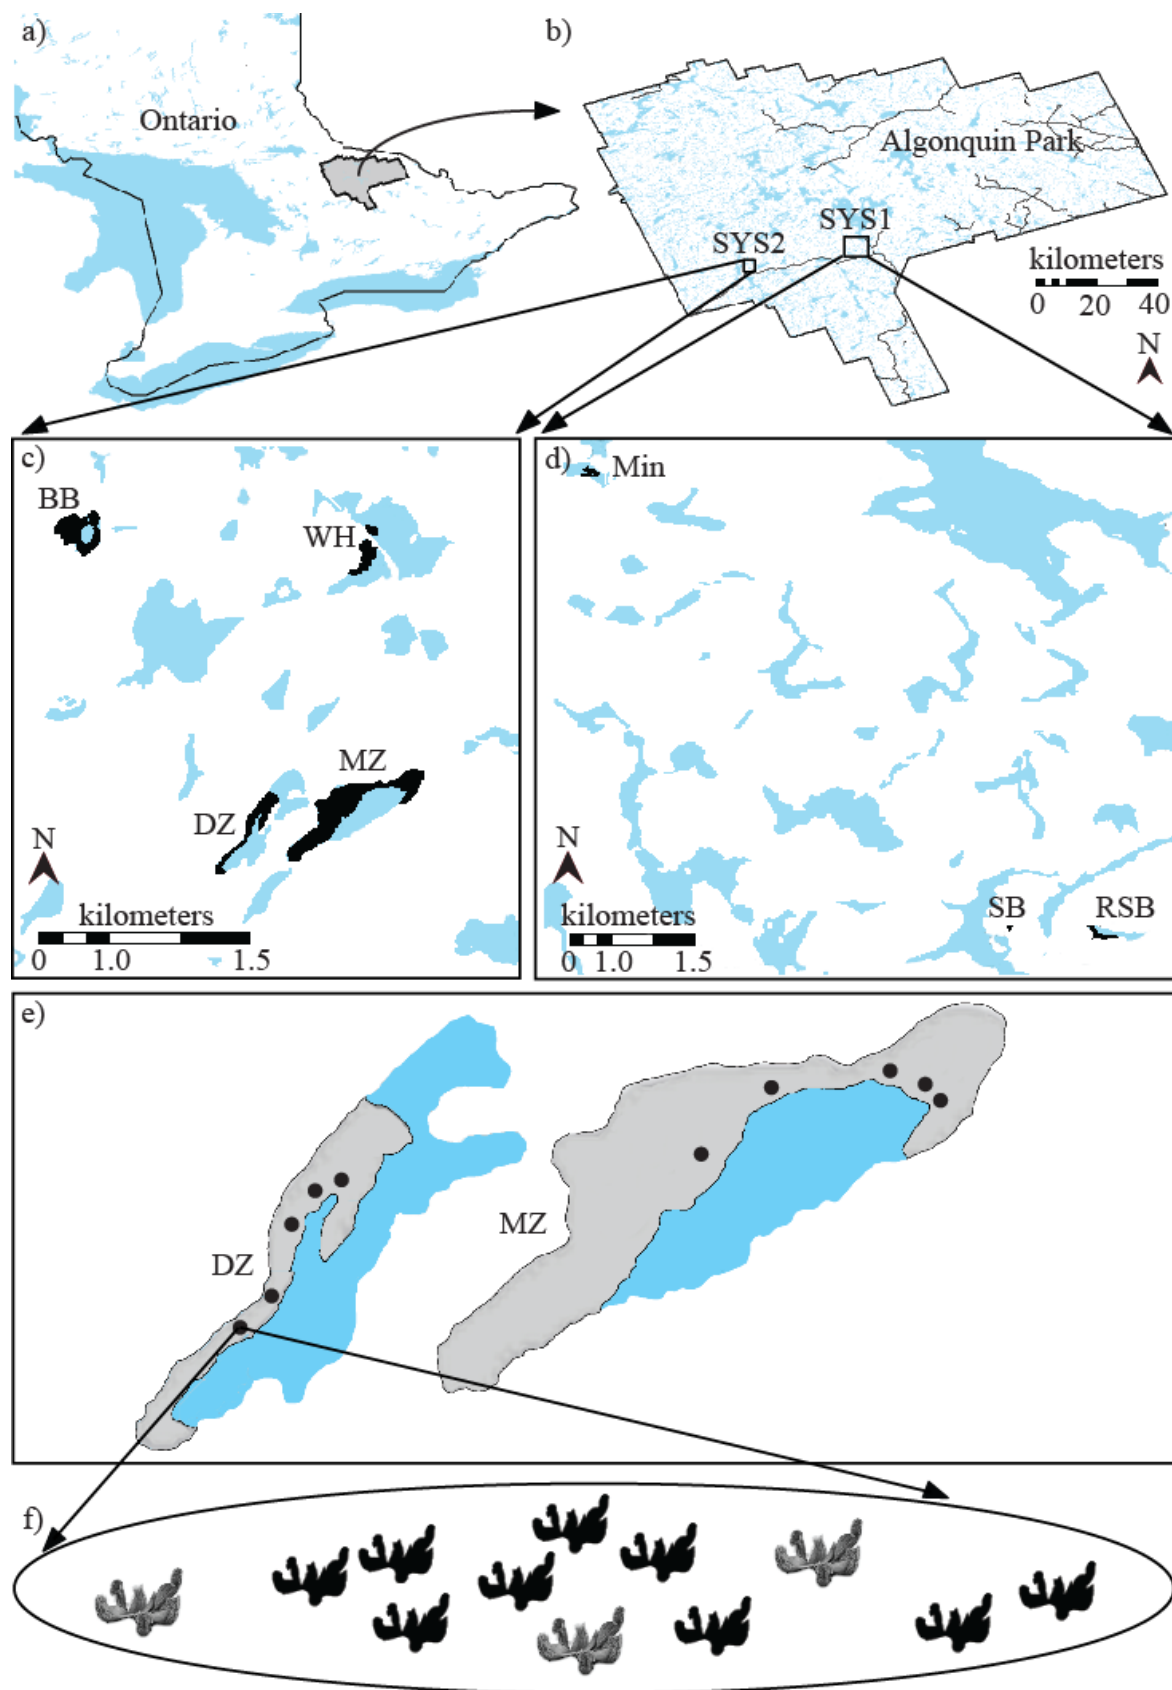 a)
Ontario
b)
Algonquin Park
SYS1
SYS2
kilometers
0 20 40
N
c)
BB
WH
MZ
DZ
N
kilometers
0 1.0 1.5
d)
Min
N
kilometers
0 1.0 1.5
SB
RSB
e)
DZ
MZ
f)